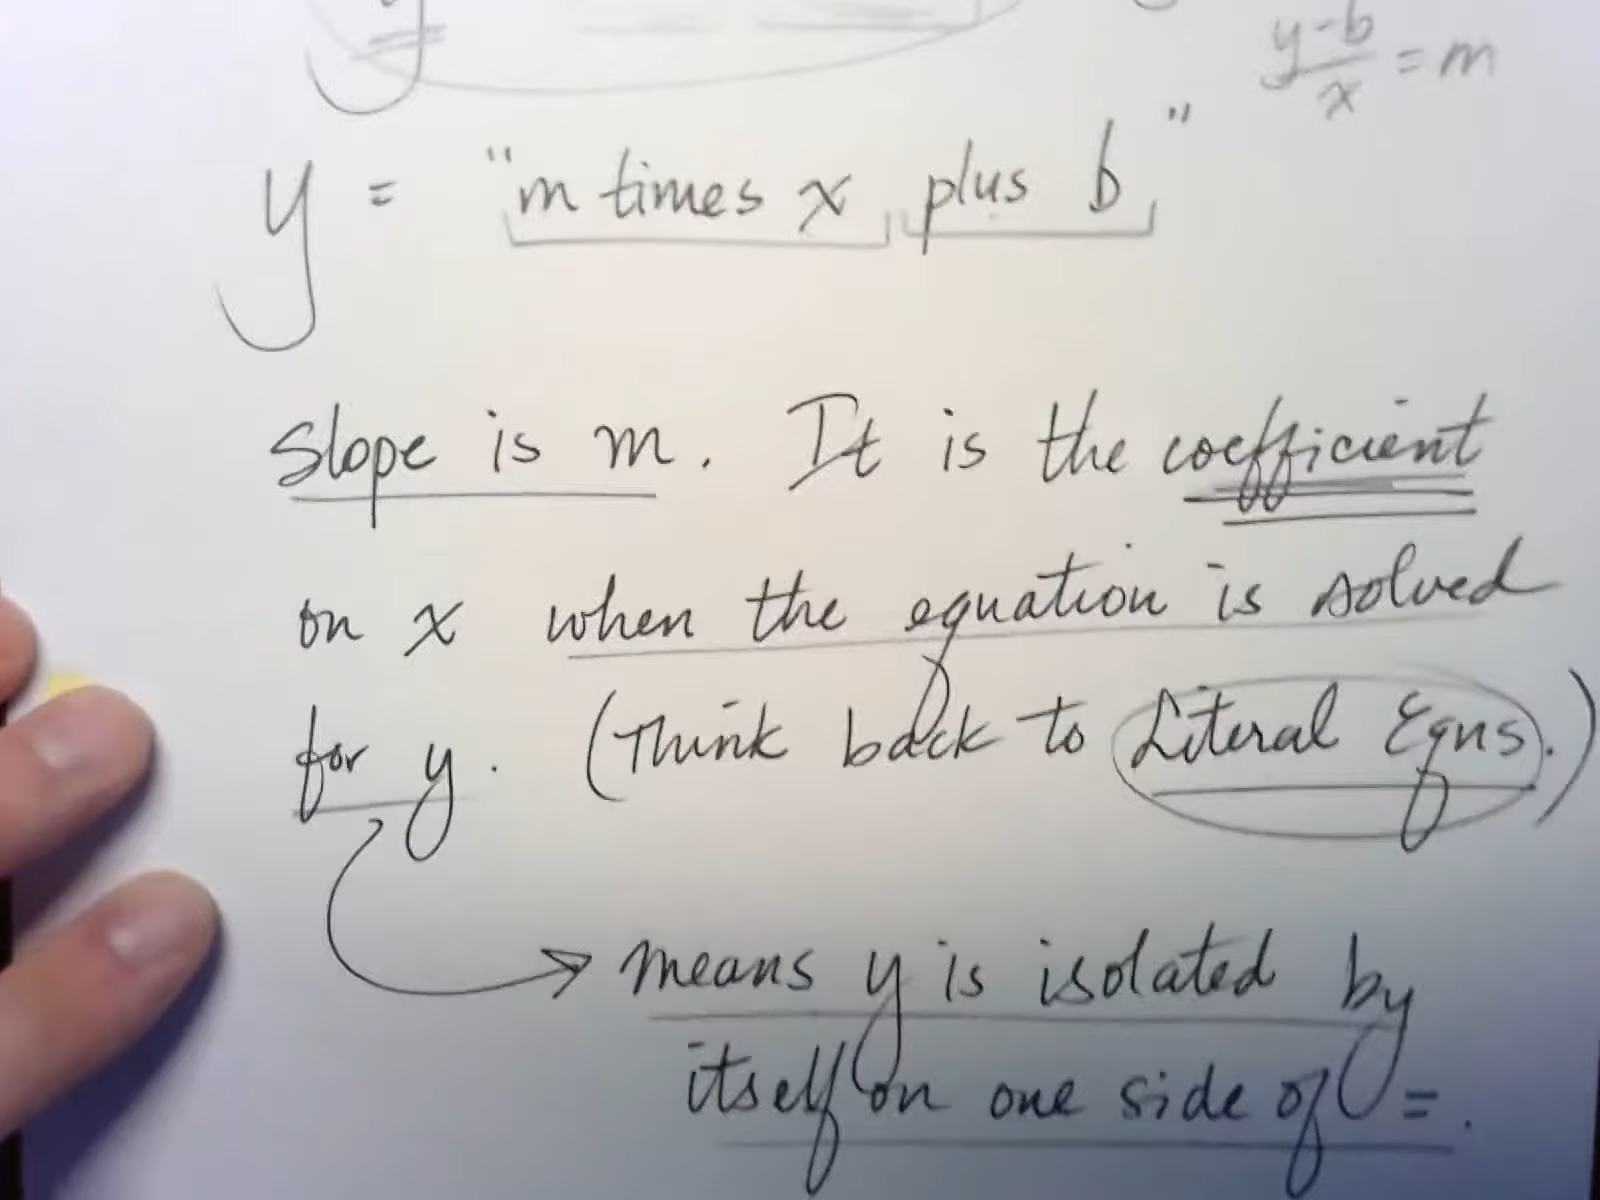 y-b
x
= m
y = "m times x plus b"
Slope is m. It is the coefficient
on x when the equation is solved
for y. (Think back to Literal Eqns.)
means y is isolated by
itself on one side of =.